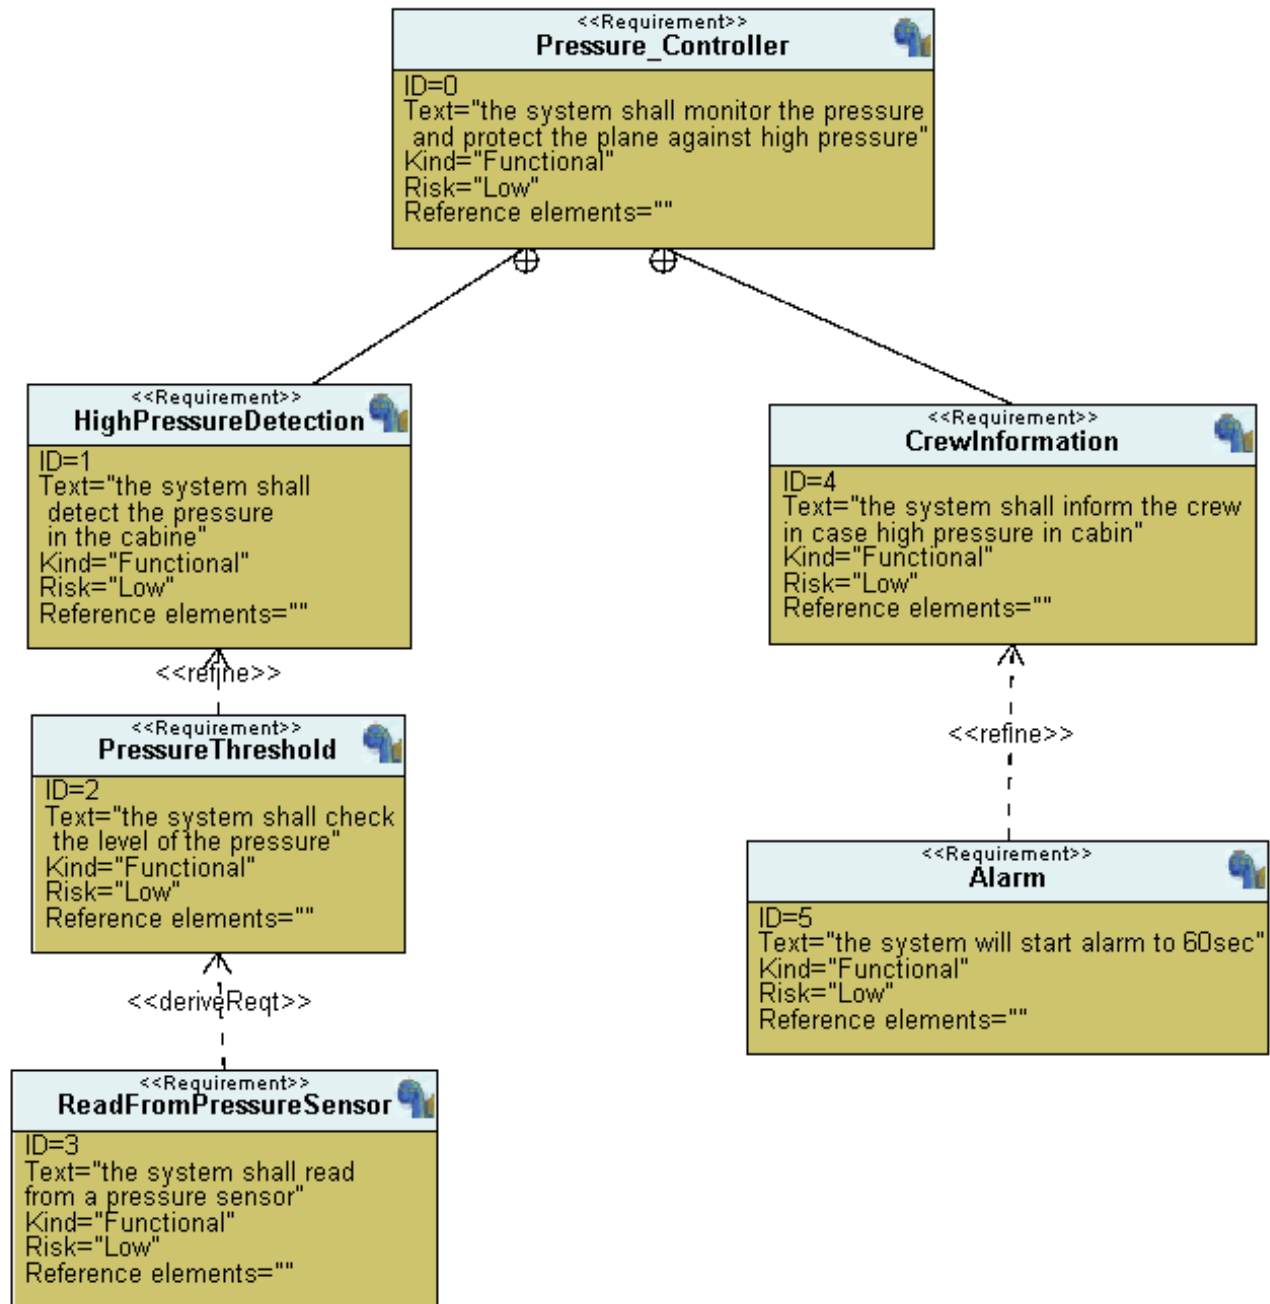 <<Requirement>>
Pressure_Controller
ID=0
Text="the system shall monitor the pressure
and protect the plane against high pressure"
Kind="Functional"
Risk="Low"
Reference elements=""
<<Requirement>>
HighPressureDetection
ID=1
Text="the system shall
detect the pressure
in the cabine"
Kind="Functional"
Risk="Low"
Reference elements=""
<<refine>>
<<Requirement>>
PressureThreshold
ID=2
Text="the system shall check
the level of the pressure"
Kind="Functional"
Risk="Low"
Reference elements=""
<<deriveReqt>>
<<Requirement>>
ReadFromPressureSensor
ID=3
Text="the system shall read
from a pressure sensor"
Kind="Functional"
Risk="Low"
Reference elements=""
<<Requirement>>
CrewInformation
ID=4
Text="the system shall inform the crew
in case high pressure in cabin"
Kind="Functional"
Risk="Low"
Reference elements=""
<<refine>>
<<Requirement>>
Alarm
ID=5
Text="the system will start alarm to 60sec"
Kind="Functional"
Risk="Low"
Reference elements=""